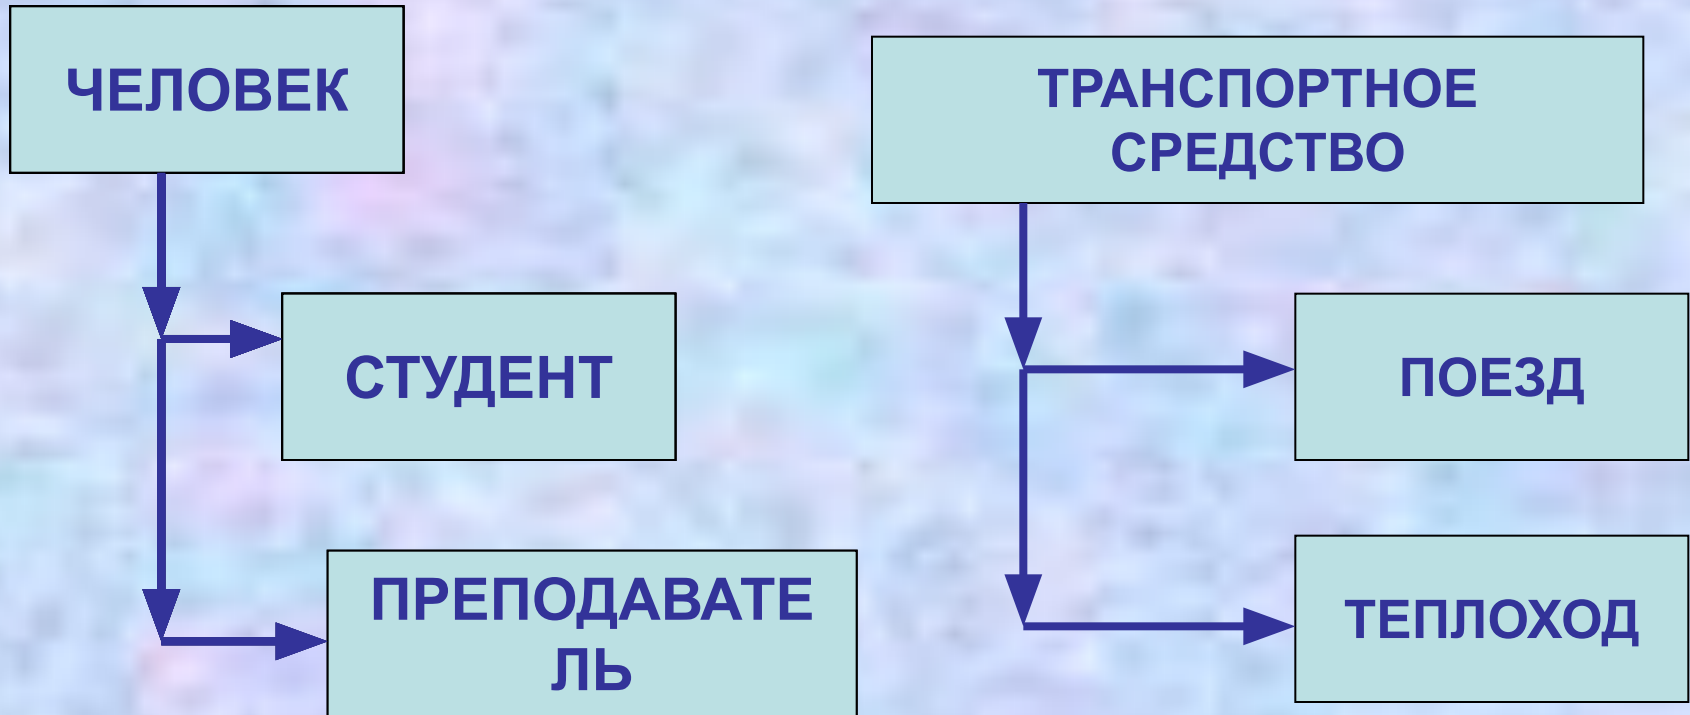 ЧЕЛОВЕК
СТУДЕНТ
ПРЕПОДАВАТЕ
ЛЬ
ТРАНСПОРТНОЕ
СРЕДСТВО
ПОЕЗД
ТЕПЛОХОД